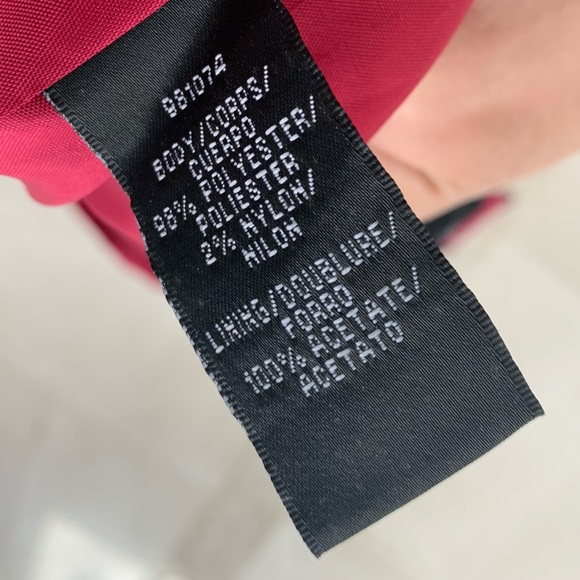 981074
BODY/CORPS/
CUERPO
98% POLYESTER/
POLIESTER
2% NYLON/
NILON
LINING/DOUBLURE/
FORRO
100% ACETATE/
ACETATO